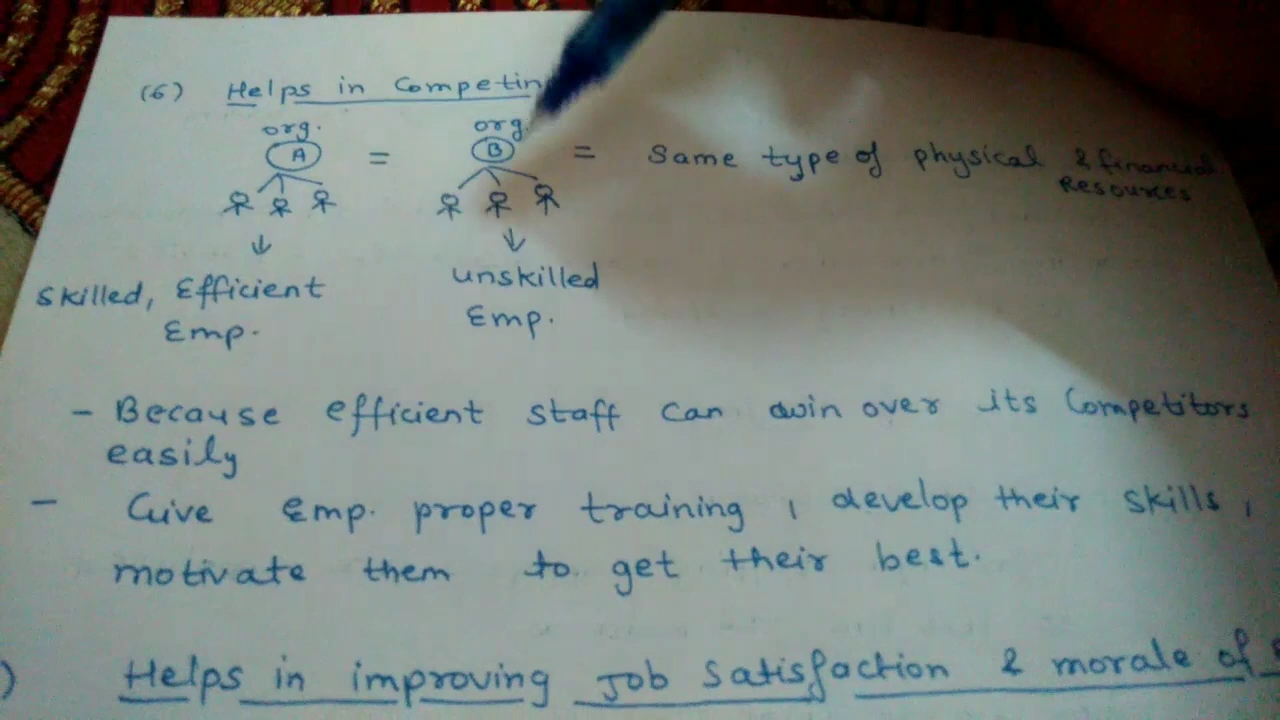 (6) Helps in Competin
org. org.
A = B = Same type of physical & financial
Resources
Skilled, Efficient unskilled
Emp. Emp.
- Because efficient staff can win over its Competitors
easily
- Give Emp. proper training, develop their skills,
motivate them to get their best.
) Helps in improving Job Satisfaction & morale of